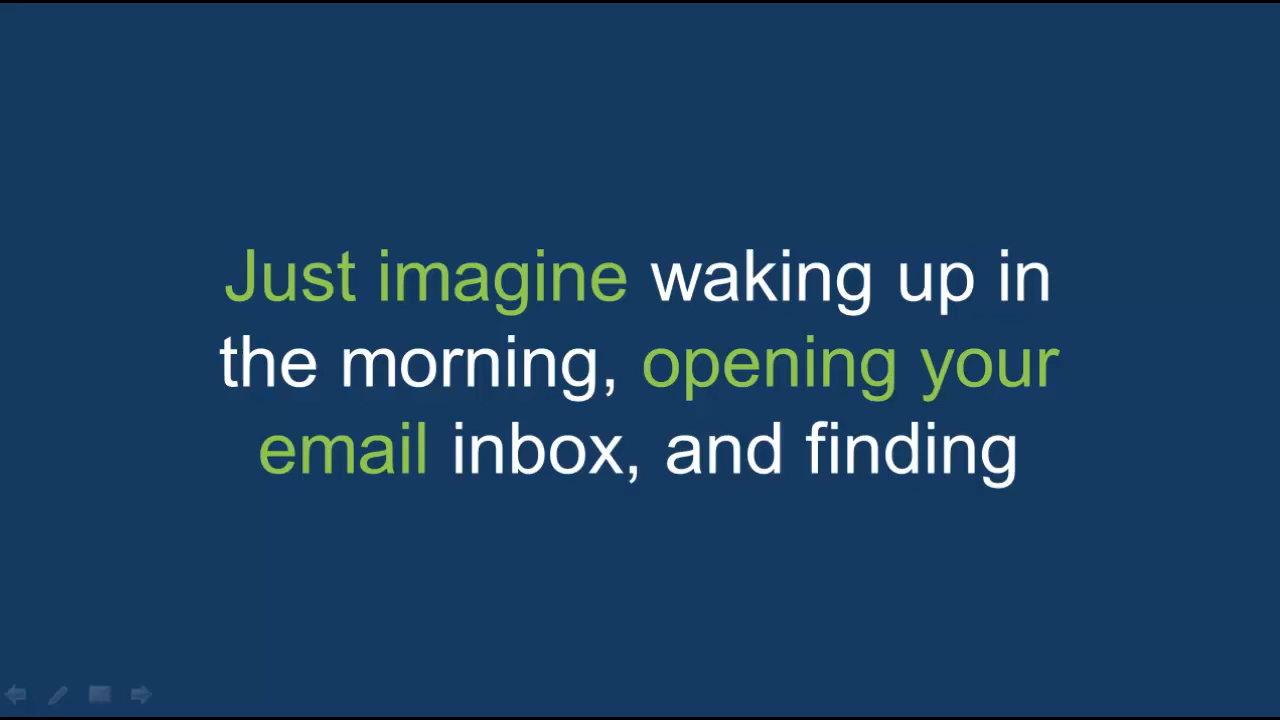 Just imagine waking up in
the morning, opening your
email inbox, and finding